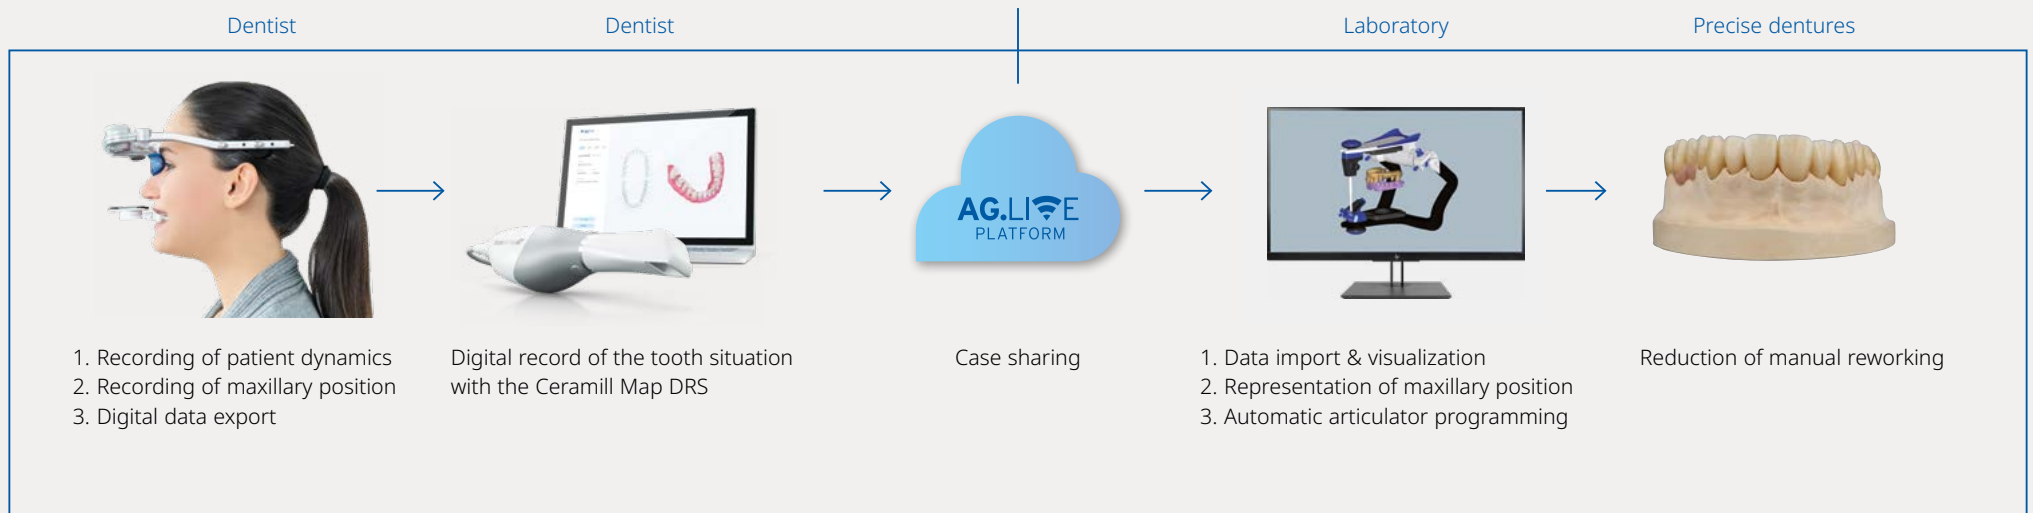 Dentist
Dentist
Laboratory
Precise dentures
AG.LIVE
PLATFORM
1. Recording of patient dynamics
2. Recording of maxillary position
3. Digital data export
Digital record of the tooth situation
with the Ceramill Map DRS
Case sharing
1. Data import & visualization
2. Representation of maxillary position
3. Automatic articulator programming
Reduction of manual reworking